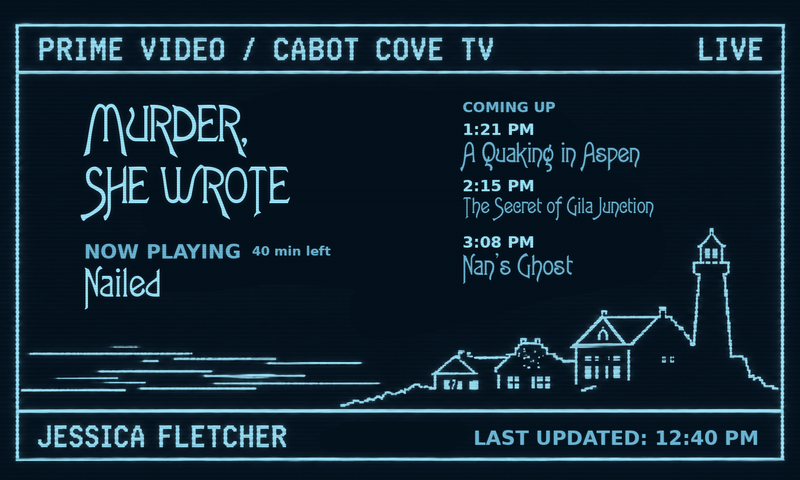 PRIME VIDEO / CABOT COVE TV
LIVE
MURDER,
SHE WROTE
NOW PLAYING 40 min left
Nailed
COMING UP
1:21 PM
A Quaking in Aspen
2:15 PM
The Secret of Gila Junction
3:08 PM
Nan's Ghost
JESSICA FLETCHER
LAST UPDATED: 12:40 PM